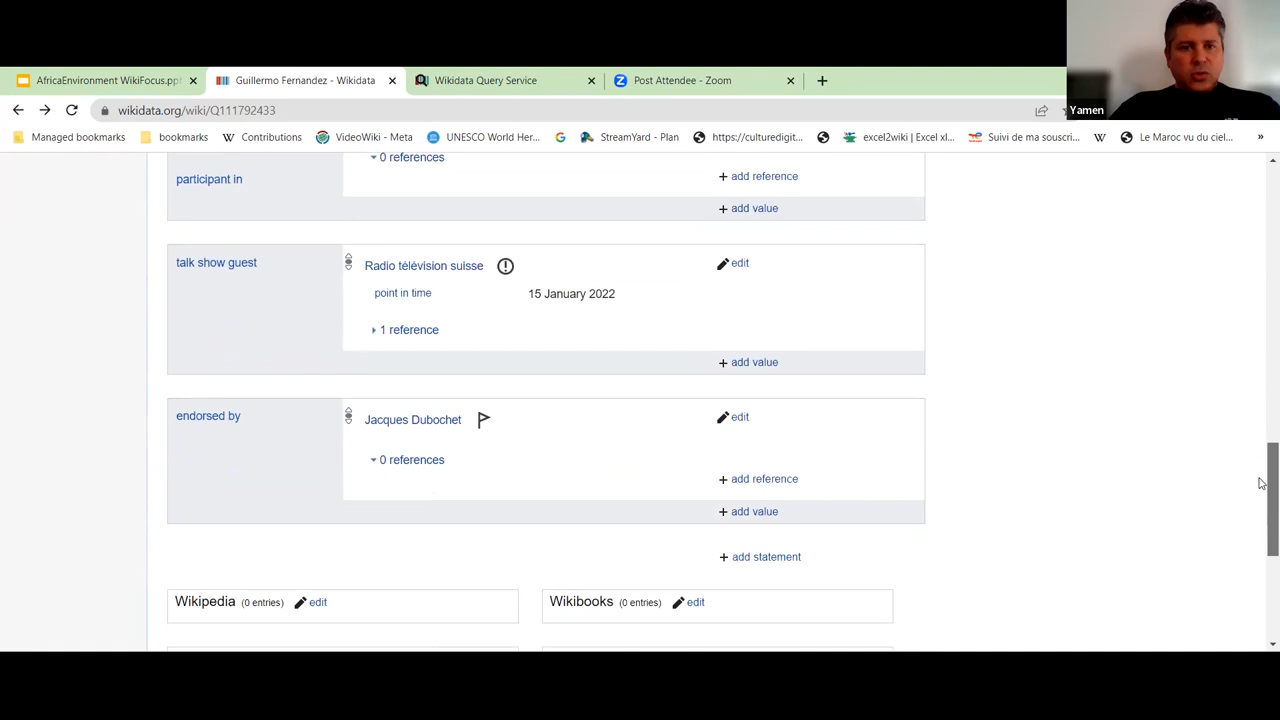 AfricaEnvironment WikiFocus.pp
Guillermo Fernandez - Wikidata
Wikidata Query Service
Post Attendee - Zoom
Yamen
wikidata.org/wiki/Q111792433
Managed bookmarks
bookmarks
Contributions
VideoWiki - Meta
UNESCO World Her...
StreamYard - Plan
https://culturedigit...
excel2wiki | Excel xl...
Suivi de ma souscri...
Le Maroc vu du ciel...
»
0 references
participant in
+ add reference
+ add value
talk show guest
Radio télévision suisse
edit
point in time
15 January 2022
1 reference
+ add value
endorsed by
Jacques Dubochet
edit
0 references
+ add reference
+ add value
+ add statement
Wikipedia (0 entries) edit
Wikibooks (0 entries) edit